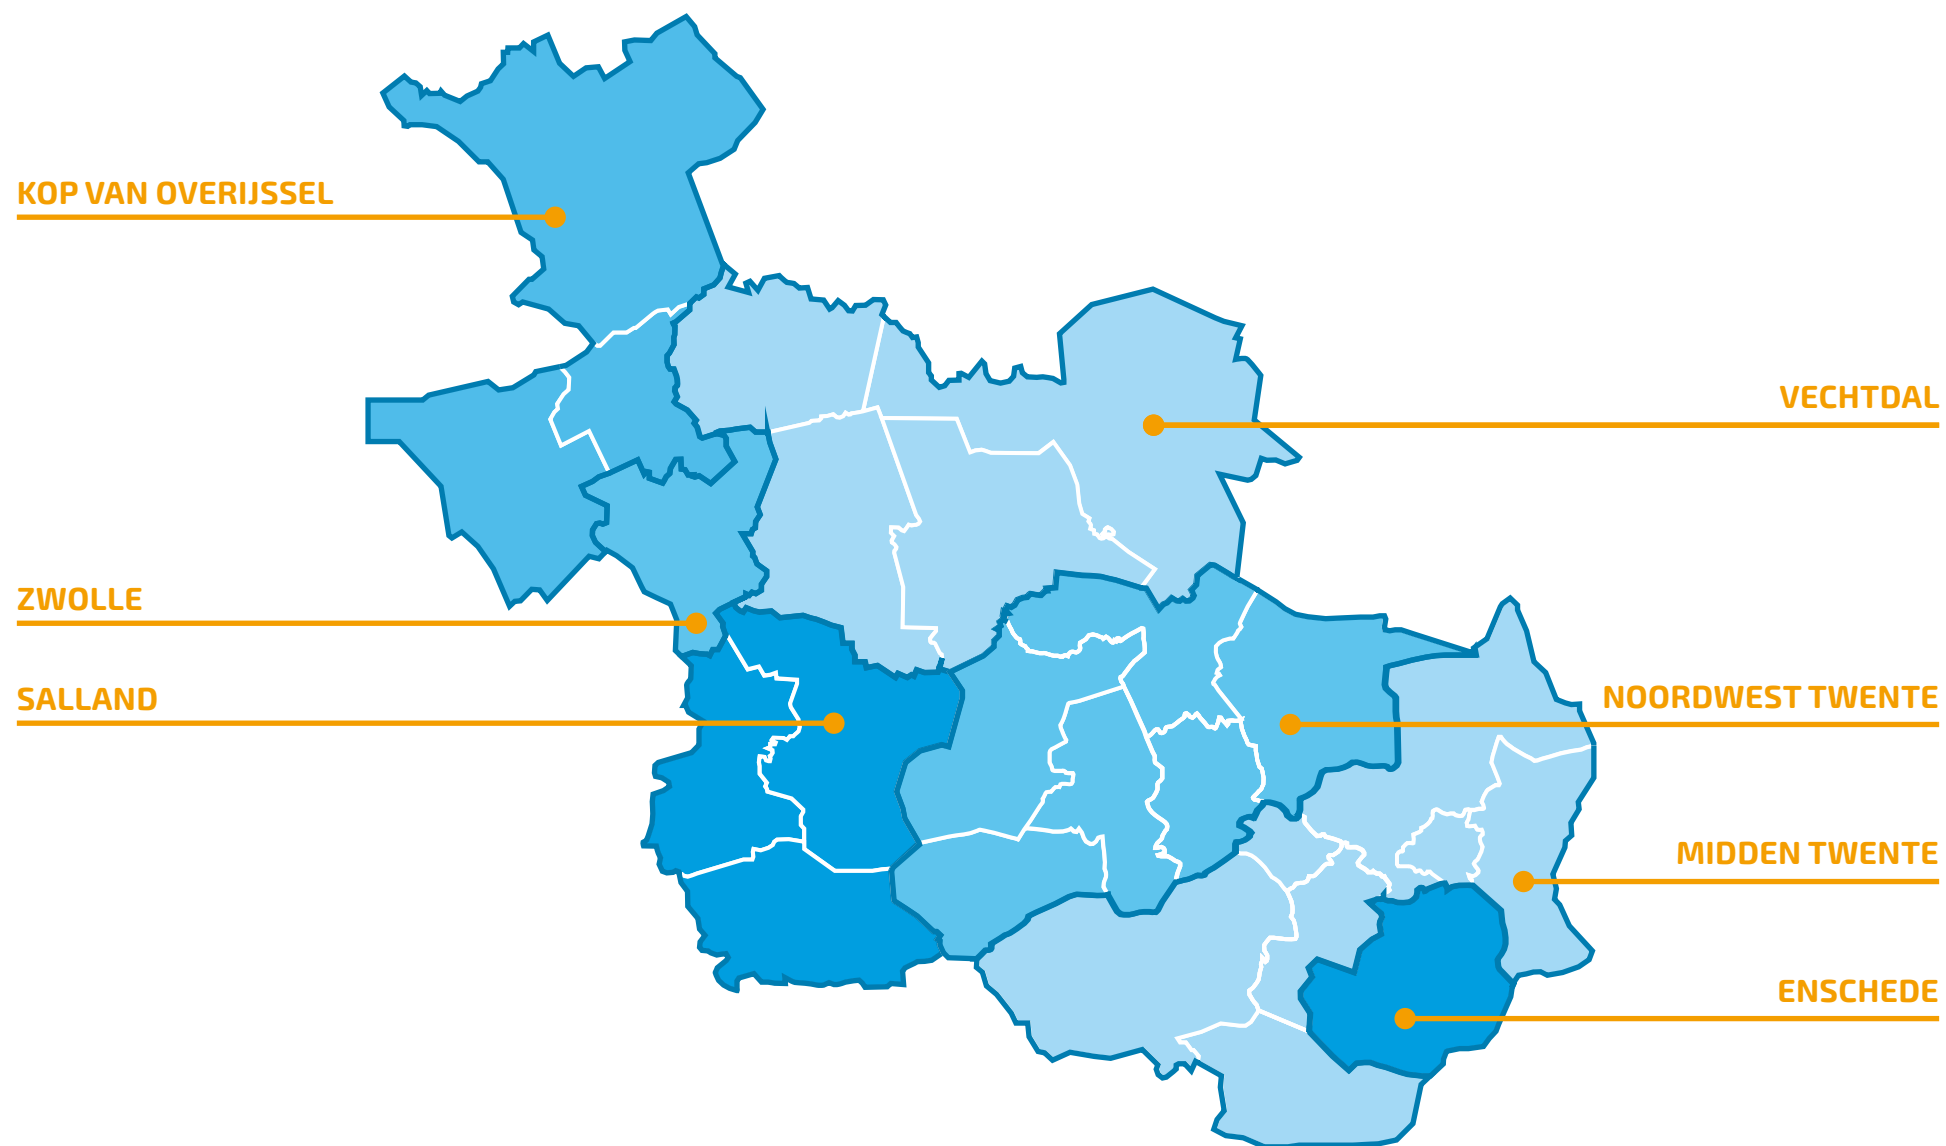 KOP VAN OVERIJSSEL
VECHTDAL
ZWOLLE
SALLAND
NOORDWEST TWENTE
MIDDEN TWENTE
ENSCHEDE